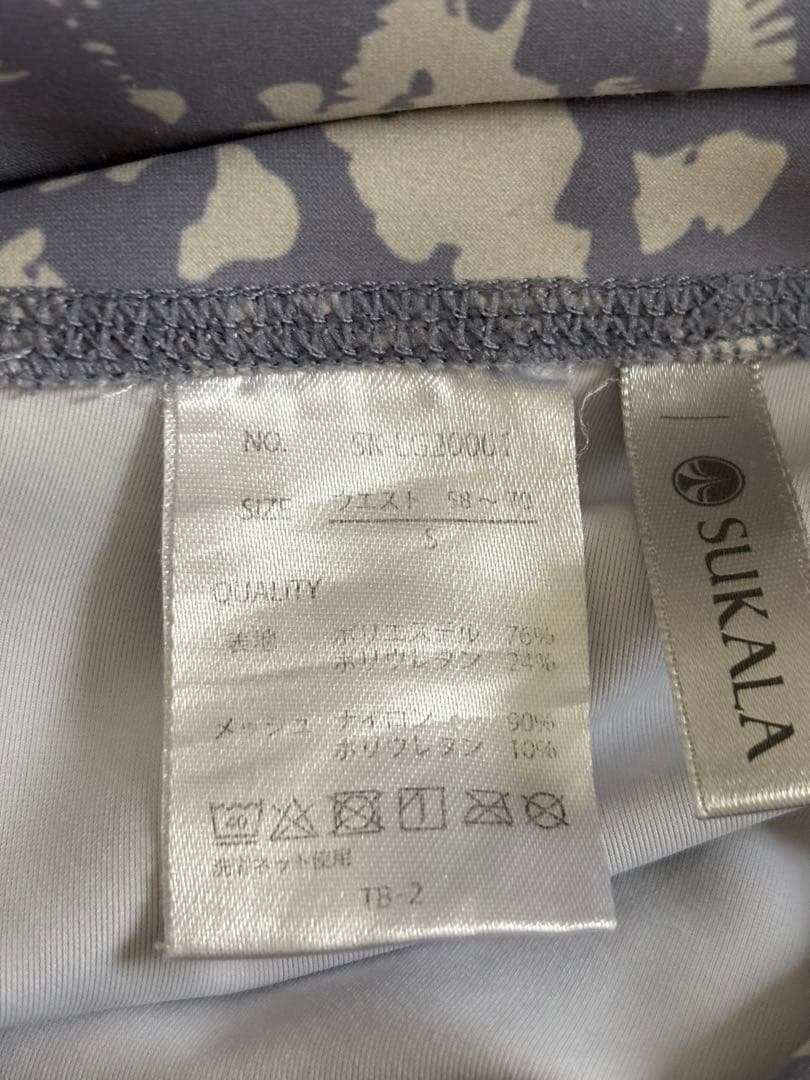 NO. SK-LG20001
SIZE ウエスト 58～70
S
QUALITY
表地 ポリエステル 76%
ポリウレタン 24%
メッシュ ナイロン 90%
ポリウレタン 10%
40
洗濯ネット使用
TB-2
SUKALA